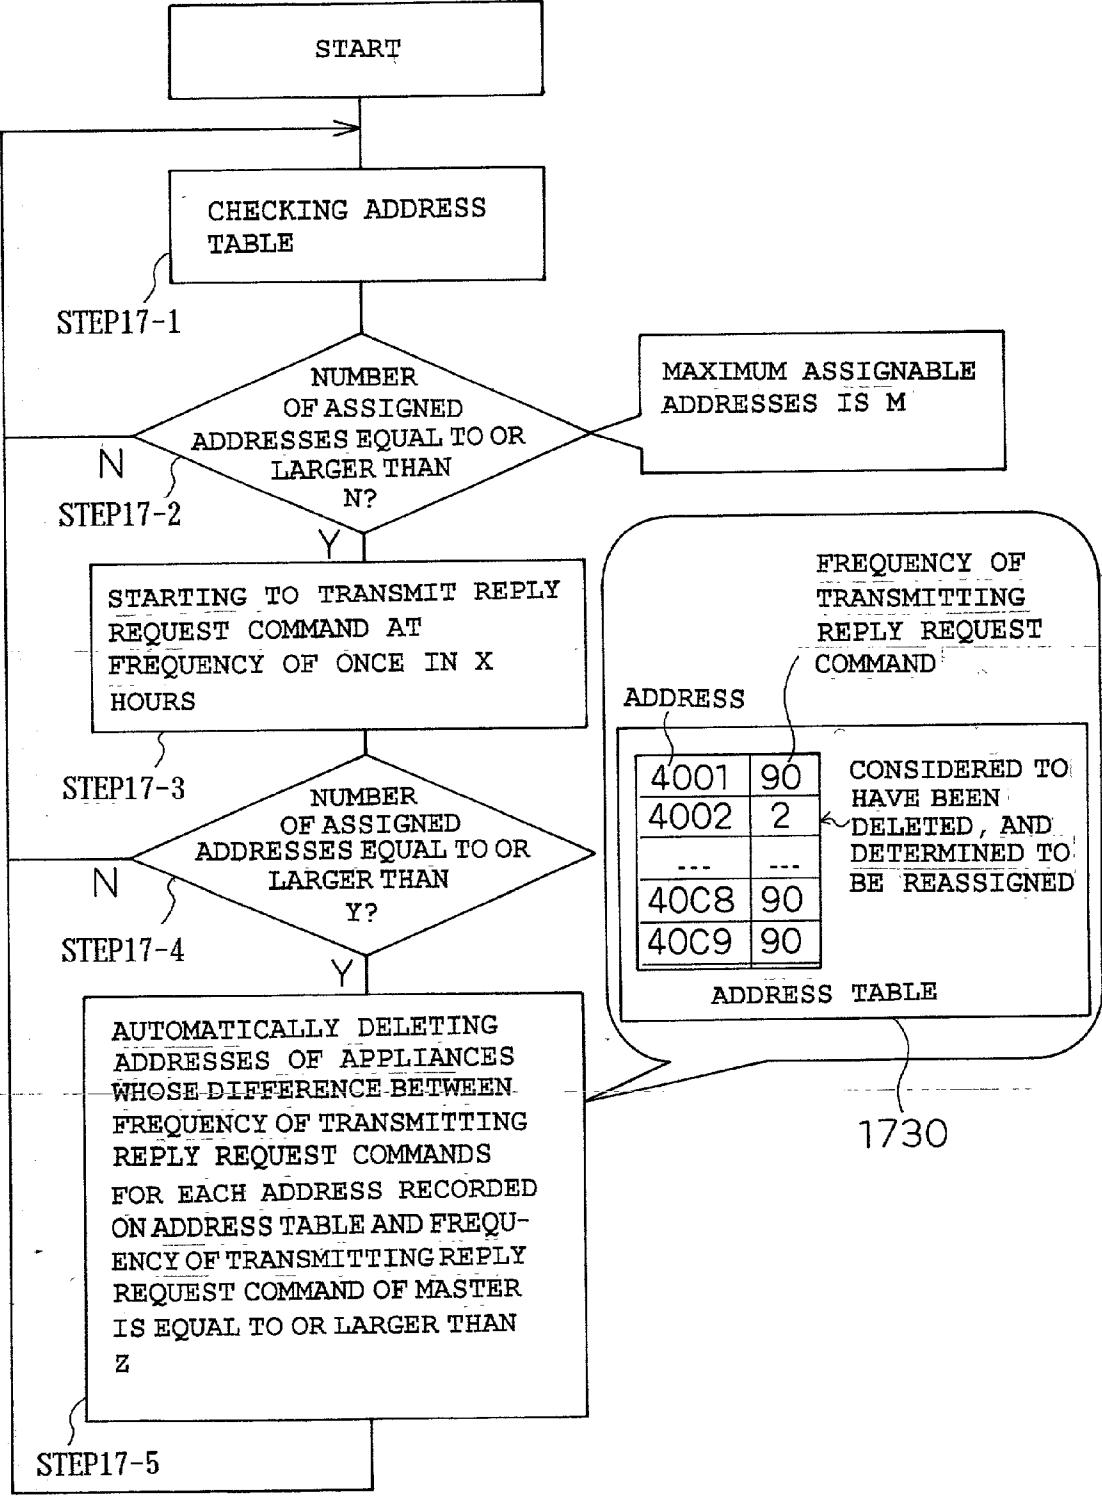 START
CHECKING ADDRESS
TABLE
STEP17-1
NUMBER
OF ASSIGNED
ADDRESSES EQUAL TO OR
LARGER THAN
N?
N
STEP17-2
Y
MAXIMUM ASSIGNABLE
ADDRESSES IS M
STARTING TO TRANSMIT REPLY
REQUEST COMMAND AT
FREQUENCY OF ONCE IN X
HOURS
STEP17-3
NUMBER
OF ASSIGNED
ADDRESSES EQUAL TO OR
LARGER THAN
Y?
N
STEP17-4
Y
FREQUENCY OF
TRANSMITTING
REPLY REQUEST
COMMAND
ADDRESS
4001 90
4002 2
--- ---
40C8 90
40C9 90
CONSIDERED TO
HAVE BEEN
DELETED, AND
DETERMINED TO
BE REASSIGNED
ADDRESS TABLE
1730
AUTOMATICALLY DELETING
ADDRESSES OF APPLIANCES
WHOSE DIFFERENCE BETWEEN
FREQUENCY OF TRANSMITTING
REPLY REQUEST COMMANDS
FOR EACH ADDRESS RECORDED
ON ADDRESS TABLE AND FREQU-
ENCY OF TRANSMITTING REPLY
REQUEST COMMAND OF MASTER
IS EQUAL TO OR LARGER THAN
Z
STEP17-5